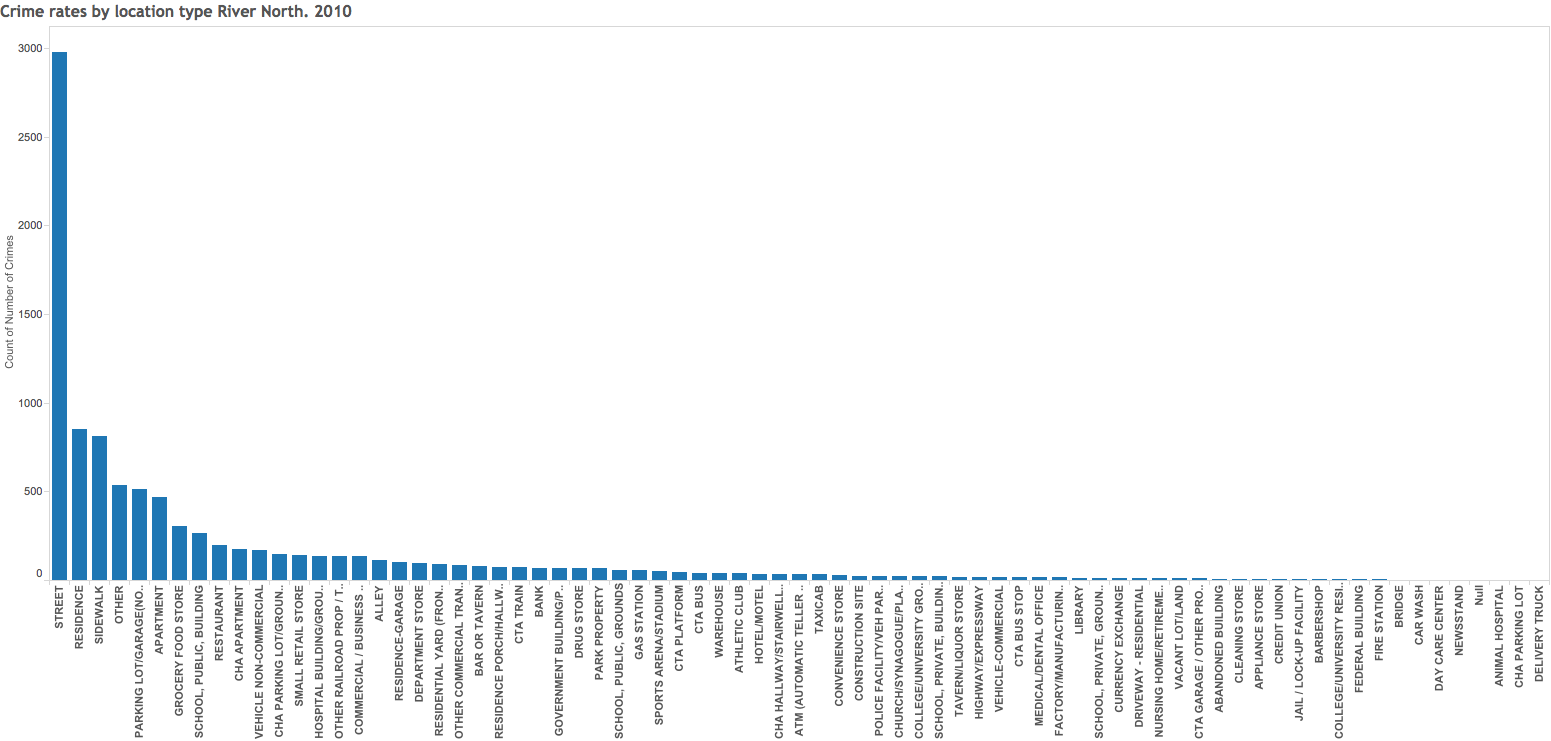 Crime rates by location type River North. 2010
Count of Number of Crimes
3000
2500
2000
1500
1000
500
0
STREET
RESIDENCE
SIDEWALK
OTHER
PARKING LOT/GARAGE(NO..
APARTMENT
GROCERY FOOD STORE
SCHOOL, PUBLIC, BUILDING
RESTAURANT
CHA APARTMENT
VEHICLE NON-COMMERCIAL
CHA PARKING LOT/GROUN..
SMALL RETAIL STORE
HOSPITAL BUILDING/GROU..
OTHER RAILROAD PROP / T..
COMMERCIAL / BUSINESS ..
ALLEY
RESIDENCE-GARAGE
DEPARTMENT STORE
RESIDENTIAL YARD (FRON..
OTHER COMMERCIAL TRAN..
BAR OR TAVERN
RESIDENCE PORCH/HALLW..
CTA TRAIN
BANK
GOVERNMENT BUILDING/P..
DRUG STORE
PARK PROPERTY
SCHOOL, PUBLIC, GROUNDS
GAS STATION
SPORTS ARENA/STADIUM
CTA PLATFORM
CTA BUS
WAREHOUSE
ATHLETIC CLUB
HOTEL/MOTEL
CHA HALLWAY/STAIRWELL..
ATM (AUTOMATIC TELLER ..
TAXICAB
CONVENIENCE STORE
CONSTRUCTION SITE
POLICE FACILITY/VEH PAR..
CHURCH/SYNAGOGUE/PLA..
COLLEGE/UNIVERSITY GRO..
SCHOOL, PRIVATE, BUILDIN..
TAVERN/LIQUOR STORE
HIGHWAY/EXPRESSWAY
VEHICLE-COMMERCIAL
CTA BUS STOP
MEDICAL/DENTAL OFFICE
FACTORY/MANUFACTURIN..
LIBRARY
SCHOOL, PRIVATE, GROUN..
CURRENCY EXCHANGE
DRIVEWAY - RESIDENTIAL
NURSING HOME/RETIREME..
VACANT LOT/LAND
CTA GARAGE / OTHER PRO..
ABANDONED BUILDING
CLEANING STORE
APPLIANCE STORE
CREDIT UNION
JAIL / LOCK-UP FACILITY
BARBERSHOP
COLLEGE/UNIVERSITY RESI..
FEDERAL BUILDING
FIRE STATION
BRIDGE
CAR WASH
DAY CARE CENTER
NEWSSTAND
Null
ANIMAL HOSPITAL
CHA PARKING LOT
DELIVERY TRUCK